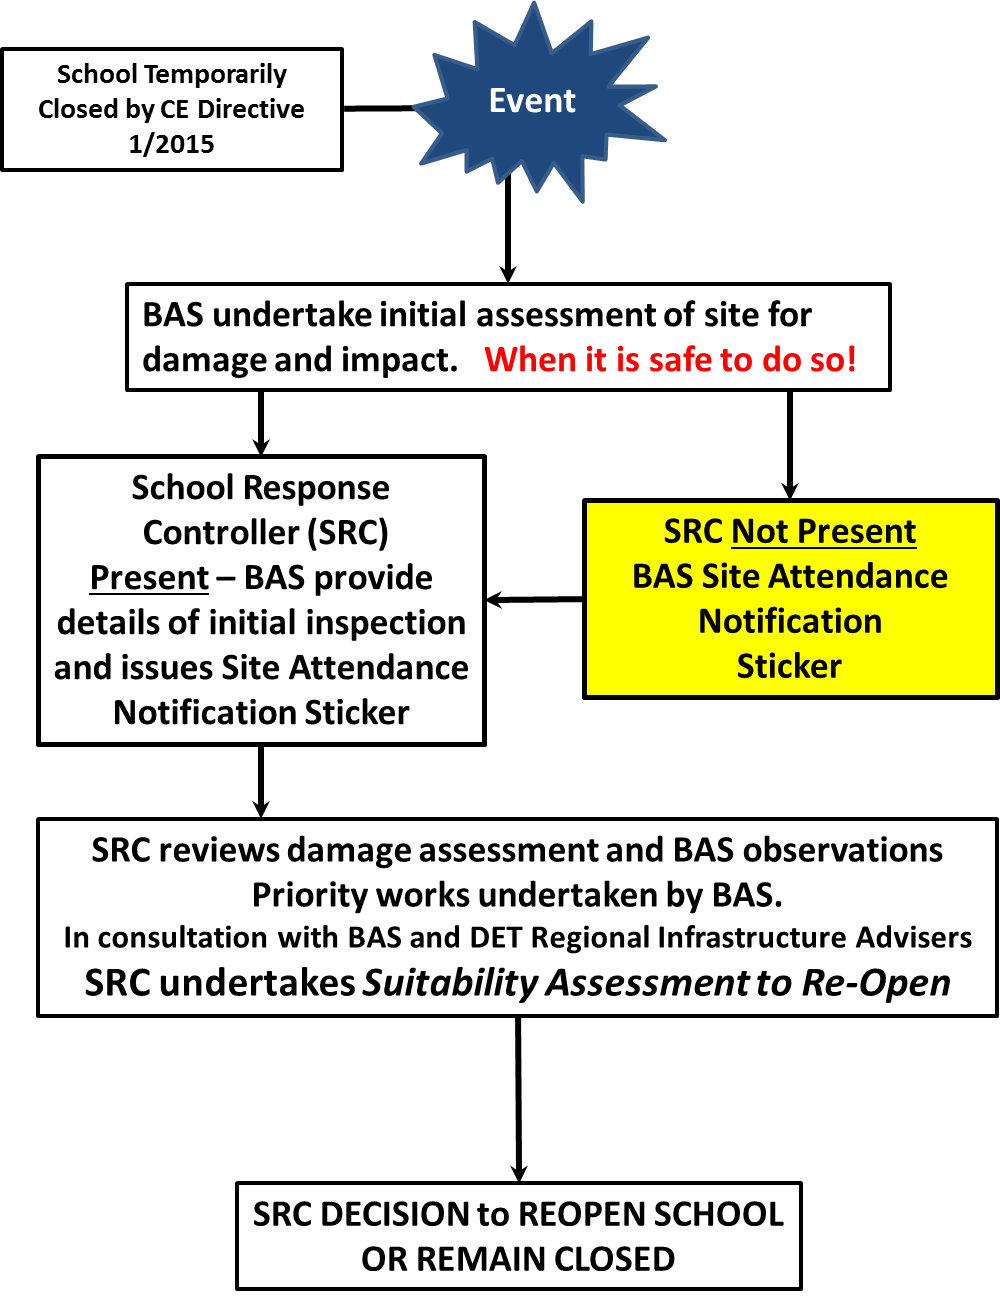 School Temporarily
Closed by CE Directive
1/2015
Event
BAS undertake initial assessment of site for
damage and impact. When it is safe to do so!
School Response
Controller (SRC)
Present – BAS provide
details of initial inspection
and issues Site Attendance
Notification Sticker
SRC Not Present
BAS Site Attendance
Notification
Sticker
SRC reviews damage assessment and BAS observations
Priority works undertaken by BAS.
In consultation with BAS and DET Regional Infrastructure Advisers
SRC undertakes Suitability Assessment to Re-Open
SRC DECISION to REOPEN SCHOOL
OR REMAIN CLOSED